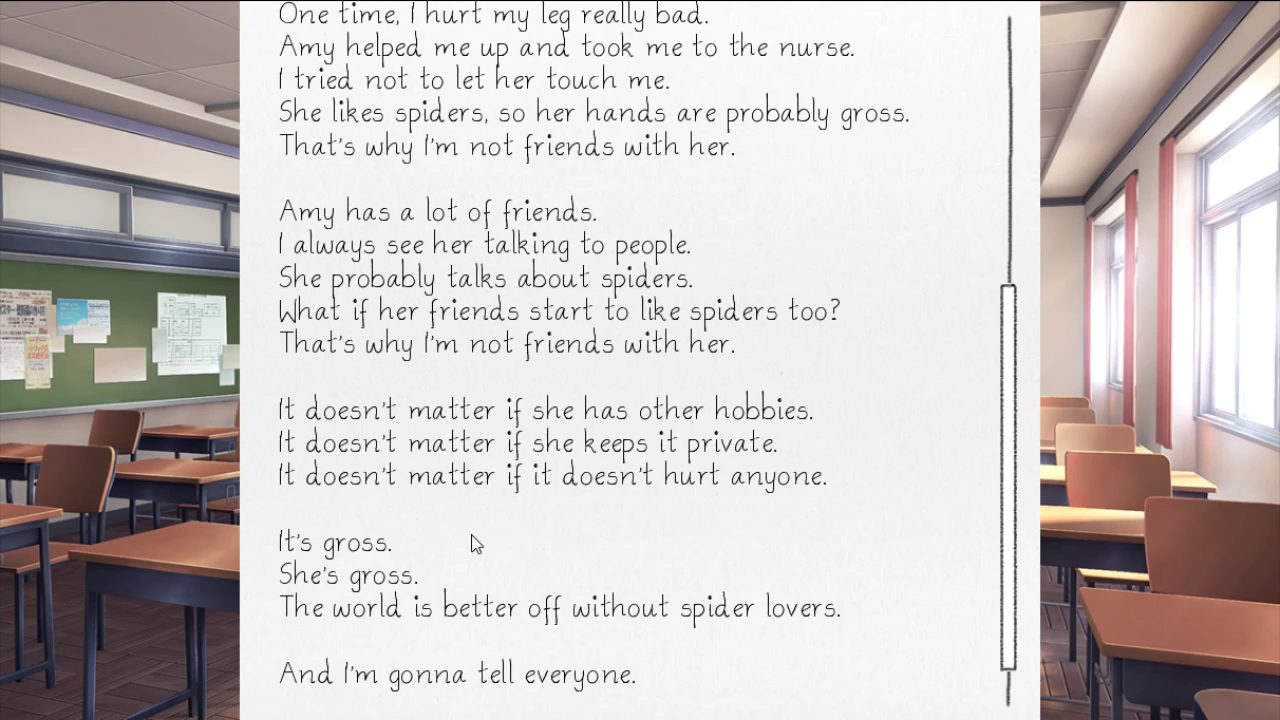 One time, I hurt my leg really bad.
Amy helped me up and took me to the nurse.
I tried not to let her touch me.
She likes spiders, so her hands are probably gross.
That's why I'm not friends with her.
Amy has a lot of friends.
I always see her talking to people.
She probably talks about spiders.
What if her friends start to like spiders too?
That's why I'm not friends with her.
It doesn't matter if she has other hobbies.
It doesn't matter if she keeps it private.
It doesn't matter if it doesn't hurt anyone.
It's gross.
She's gross.
The world is better off without spider lovers.
And I'm gonna tell everyone.